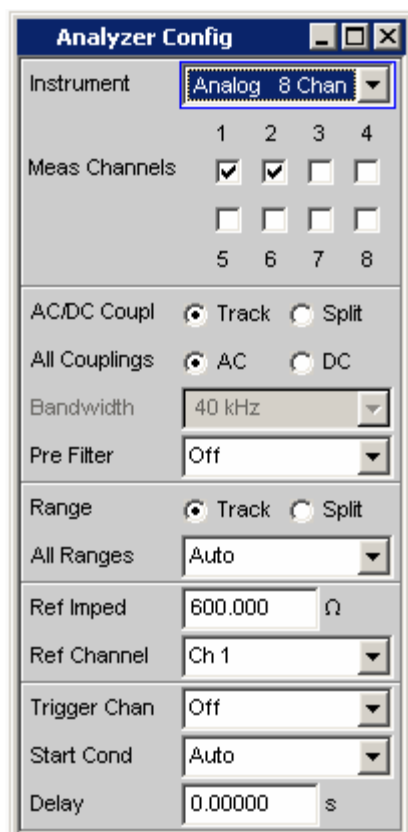 Analyzer Config
Instrument Analog 8 Chan
1 2 3 4
Meas Channels
5 6 7 8
AC/DC Coupl Track Split
All Couplings AC DC
Bandwidth 40 kHz
Pre Filter Off
Range Track Split
All Ranges Auto
Ref Imped 600.000 Ω
Ref Channel Ch 1
Trigger Chan Off
Start Cond Auto
Delay 0.00000 s